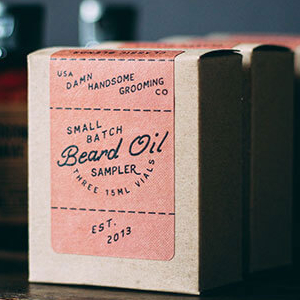 USA
DAMN
HANDSOME
GROOMING
CO
SMALL
BATCH
Beard Oil
SAMPLER
THREE 15ML VIALS
EST.
2013